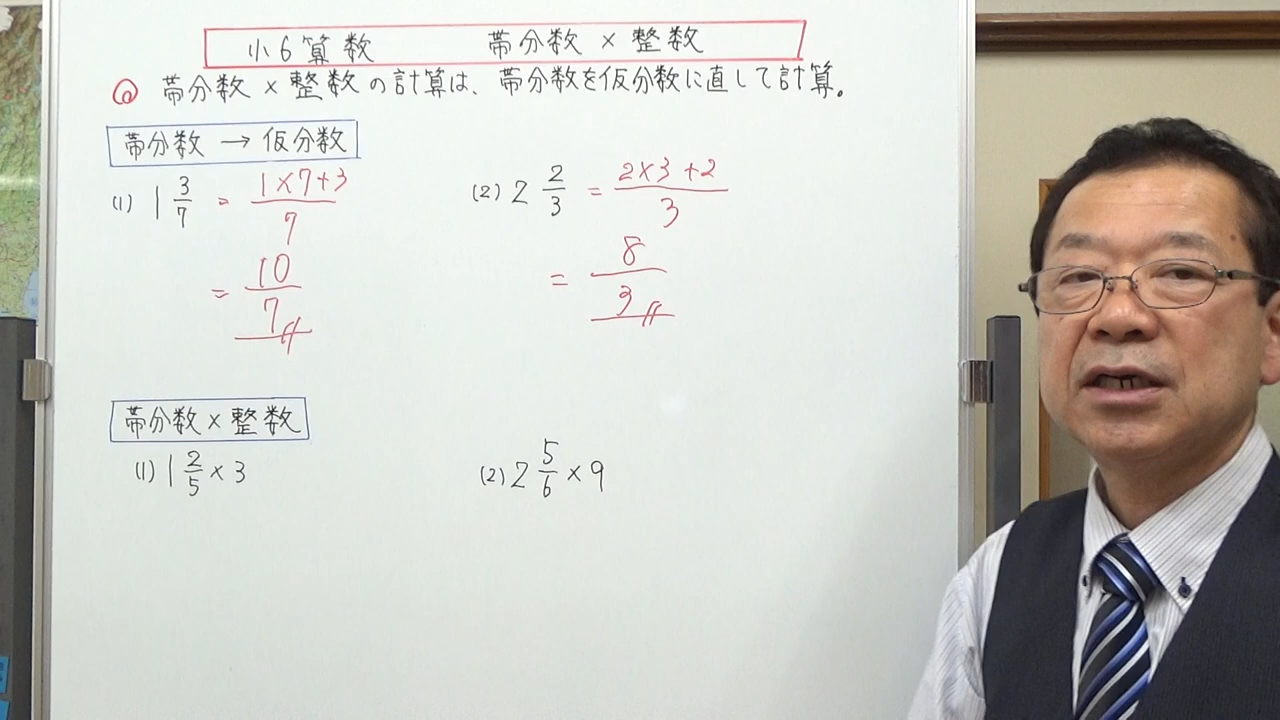 小6算数 帯分数 × 整数
◎ 帯分数 × 整数の計算は、帯分数を仮分数に直して計算。
帯分数 → 仮分数
(1) 1 3/7 = (1×7+3)/7
= 10/7
(2) 2 2/3 = (2×3+2)/3
= 8/3
帯分数 × 整数
(1) 1 2/5 × 3
(2) 2 5/6 × 9